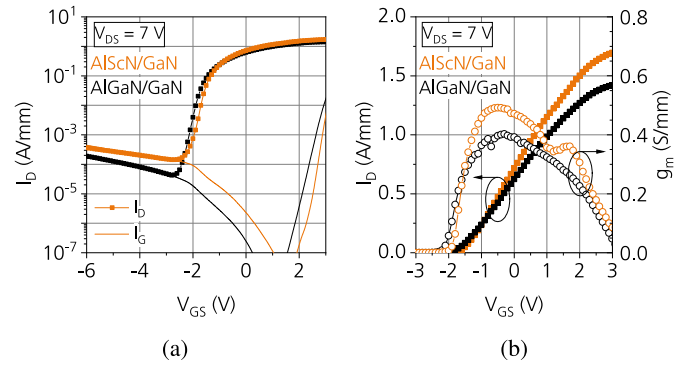 V_DS = 7 V
AlScN/GaN
AlGaN/GaN
I_D
I_G
10^1
10^-1
10^-3
10^-5
10^-7
I_D (A/mm)
-6 -4 -2 0 2
V_GS (V)
(a)
V_DS = 7 V
AlScN/GaN
AlGaN/GaN
2.0
1.5
1.0
0.5
0.0
I_D (A/mm)
0.8
0.6
0.4
0.2
0.0
g_m (S/mm)
-3 -2 -1 0 1 2 3
V_GS (V)
(b)